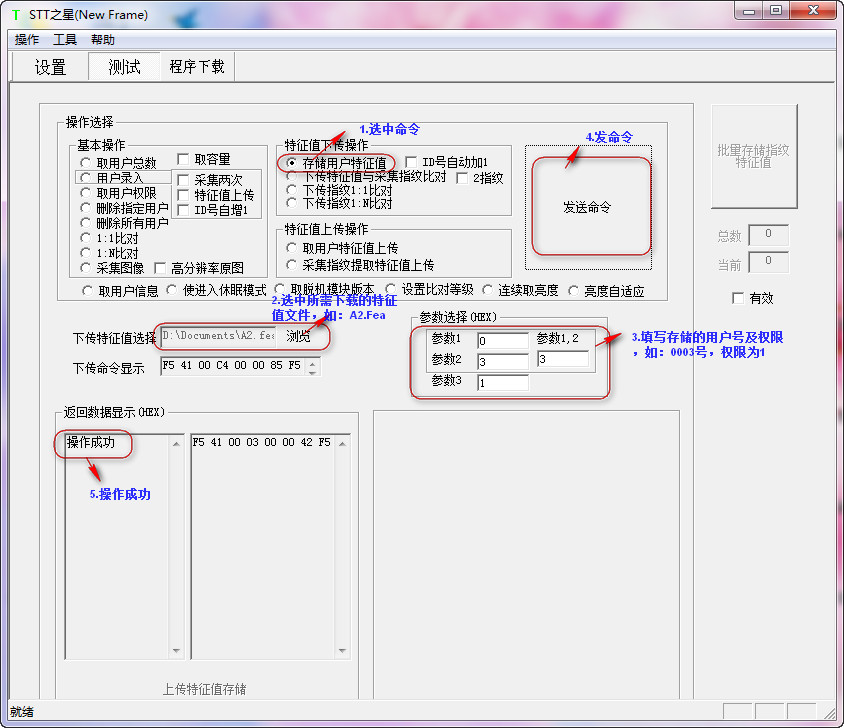 STT之星(New Frame)
操作 工具 帮助
设置 测试 程序下载
操作选择
1.选中命令
4.发命令
基本操作
取用户总数 取容量
用户录入 采集两次
取用户权限 特征值上传
删除指定用户 ID号自增1
删除所有用户
1:1比对
1:N比对
采集图像 高分辨率原图
特征值下传操作
存储用户特征值 ID号自动加1
下传特征值与采集指纹比对 2指纹
下传指纹1:1比对
下传指纹1:N比对
特征值上传操作
取用户特征值上传
采集指纹提取特征值上传
发送命令
批量存储指纹
特征值
总数 0
当前 0
有效
取用户信息 使进入休眠模式 取脱机模块版本 设置比对等级 连续取亮度 亮度自适应
2.选中所需下载的特征
值文件，如：A2.Fea
下传特征值选择 D:\Documents\A2.fea 浏览
下传命令显示 F5 41 00 C4 00 00 85 F5
参数选择(HEX)
参数1 0 参数1,2
参数2 3 3
参数3 1
3.填写存储的用户号及权限
，如：0003号，权限为1
返回数据显示(HEX)
操作成功 F5 41 00 03 00 00 42 F5
5.操作成功
上传特征值存储
就绪